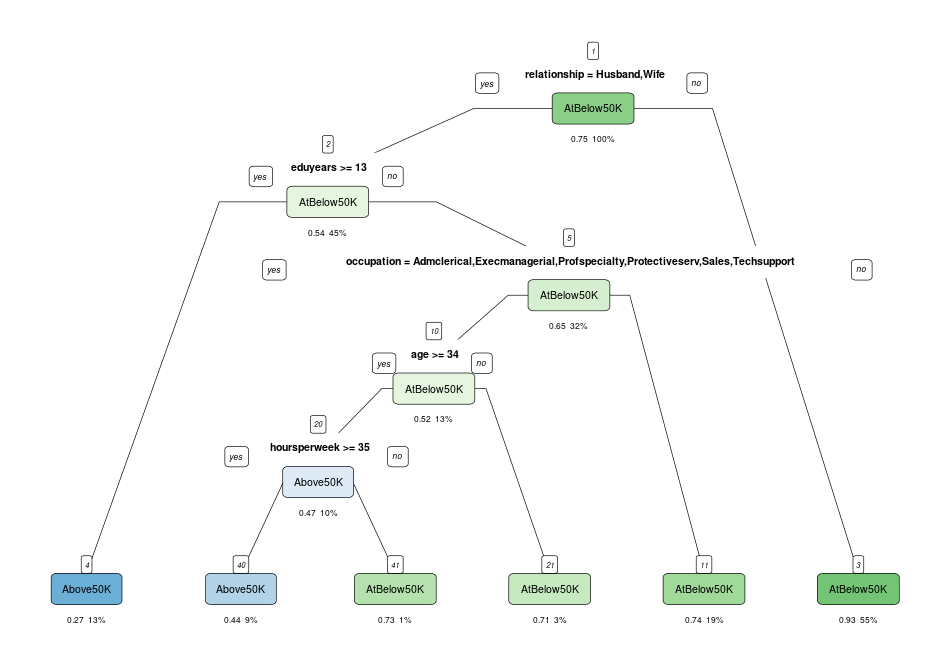 1
relationship = Husband,Wife
yes
no
AtBelow50K
0.75 100%
2
eduyears >= 13
yes
no
AtBelow50K
0.54 45%
5
occupation = Admclerical,Execmanagerial,Profspecialty,Protectiveserv,Sales,Techsupport
yes
no
AtBelow50K
0.65 32%
10
age >= 34
yes
no
AtBelow50K
0.52 13%
20
hoursperweek >= 35
yes
no
Above50K
0.47 10%
4
40
41
21
11
3
Above50K
Above50K
AtBelow50K
AtBelow50K
AtBelow50K
AtBelow50K
0.27 13%
0.44 9%
0.73 1%
0.71 3%
0.74 19%
0.93 55%